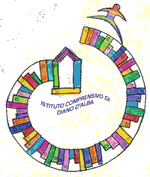 ISTITUTO COMPRENSIVO DI
DIANO D'ALBA